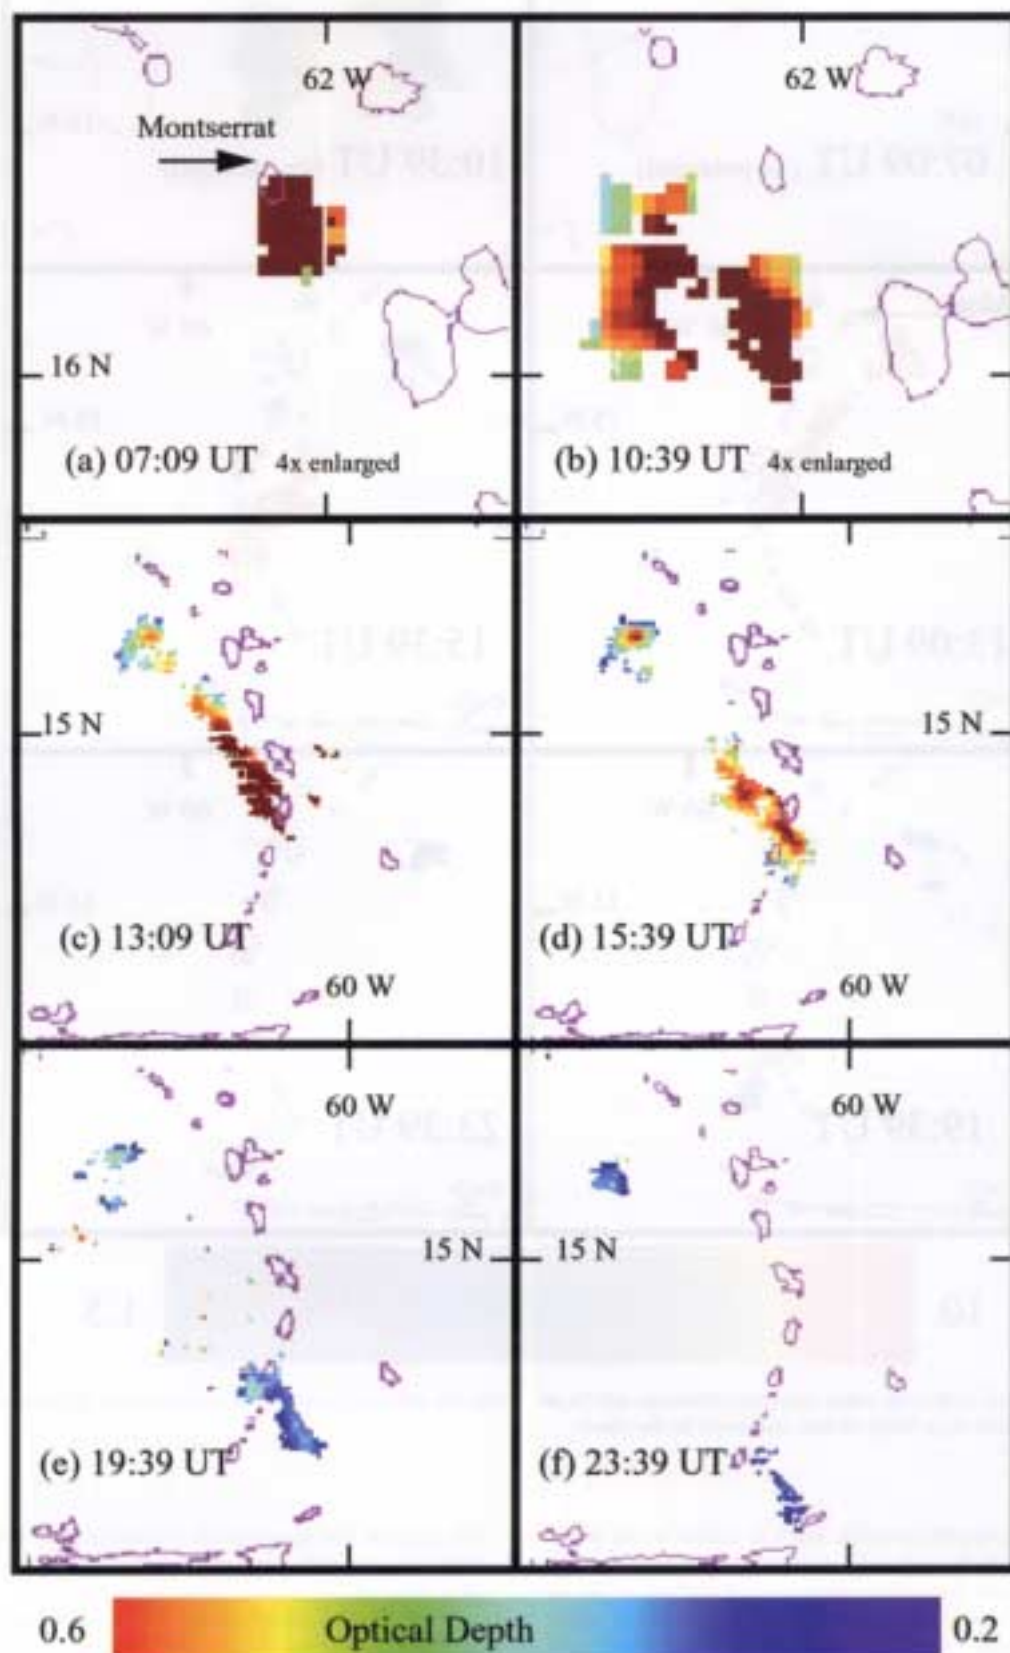 62 W
62 W
Montserrat
16 N
(a) 07:09 UT 4x enlarged
(b) 10:39 UT 4x enlarged
15 N
15 N
(c) 13:09 UT
(d) 15:39 UT
60 W
60 W
60 W
60 W
15 N
15 N
(e) 19:39 UT
(f) 23:39 UT
0.6 Optical Depth 0.2